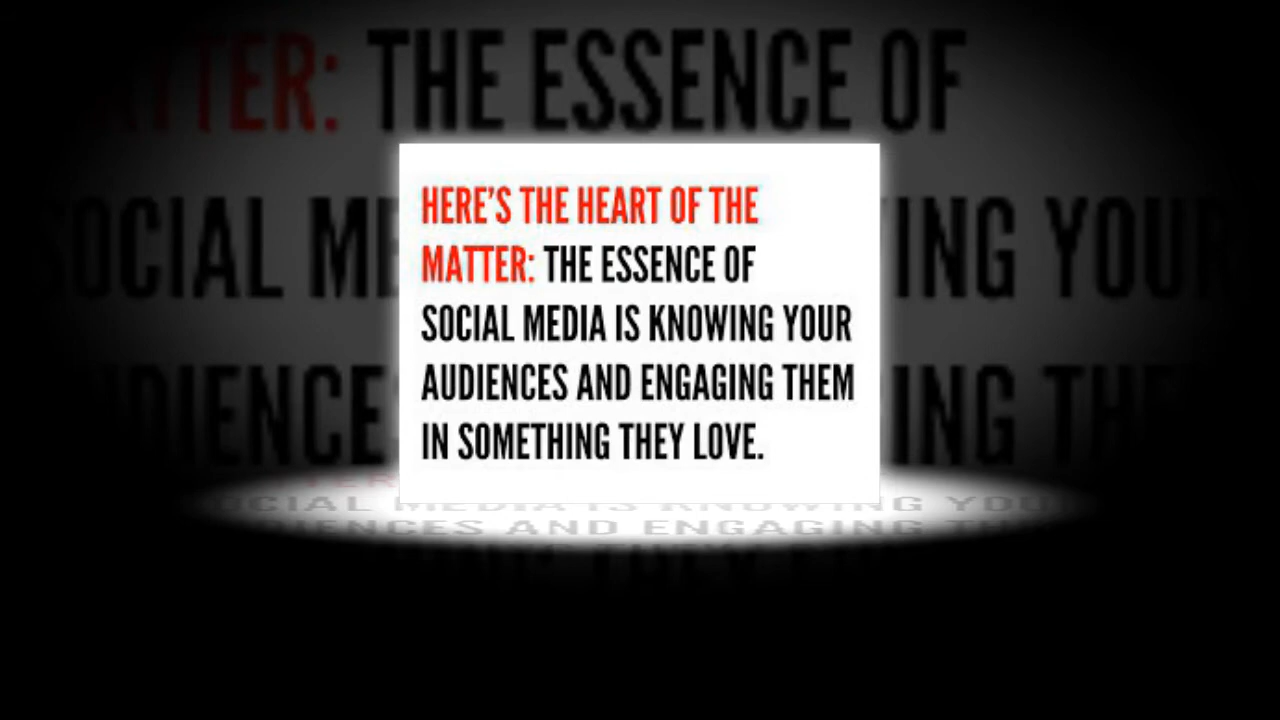 HERE'S THE HEART OF THE
MATTER: THE ESSENCE OF
SOCIAL MEDIA IS KNOWING YOUR
AUDIENCES AND ENGAGING THEM
IN SOMETHING THEY LOVE.